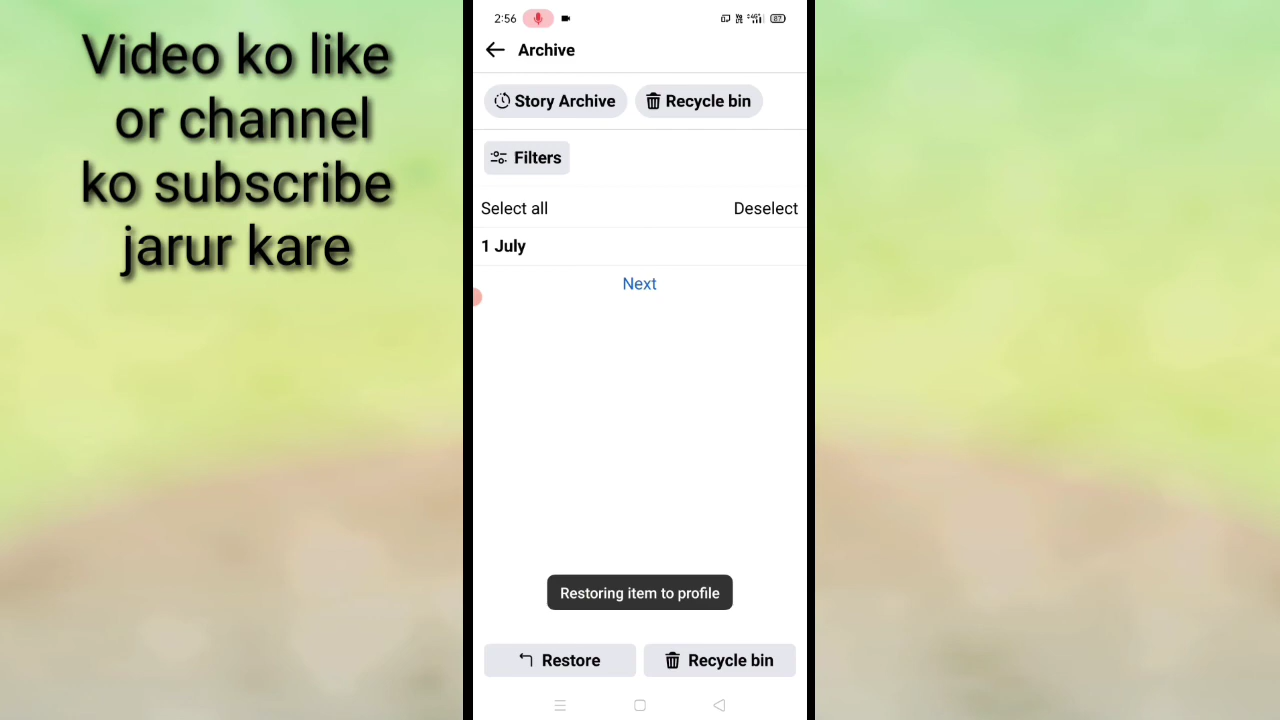 Video ko like
or channel
ko subscribe
jarur kare
2:56
87
Archive
Story Archive
Recycle bin
Filters
Select all
Deselect
1 July
Next
Restoring item to profile
Restore
Recycle bin